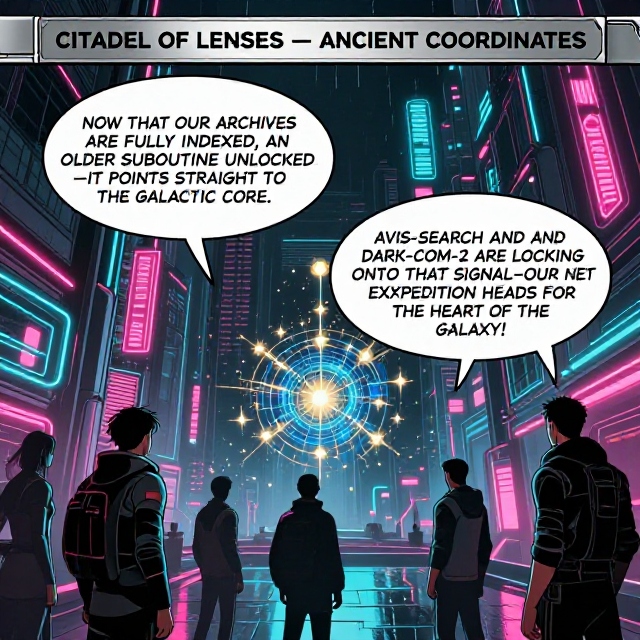 CITADEL OF LENSES — ANCIENT COORDINATES
NOW THAT OUR ARCHIVES
ARE FULLY INDEXED, AN
OLDER SUBOUTINE UNLOCKED
—IT POINTS STRAIGHT TO
THE GALACTIC CORE.
AVIS-SEARCH AND AND
DARK-COM-2 ARE LOCKING
ONTO THAT SIGNAL—OUR NET
EXXPEDITION HEADS FOR
THE HEART OF THE
GALAXY!